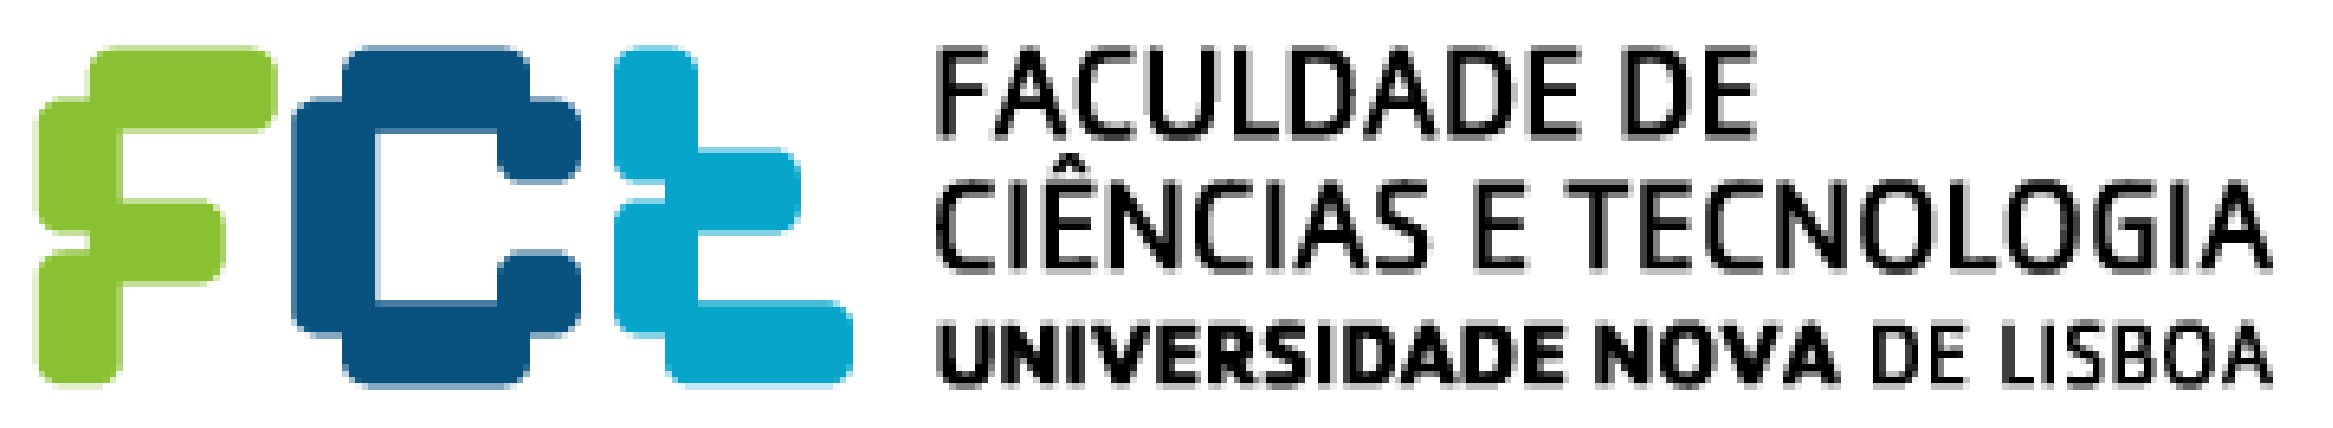 FCt
FACULDADE DE
CIÊNCIAS E TECNOLOGIA
UNIVERSIDADE NOVA DE LISBOA